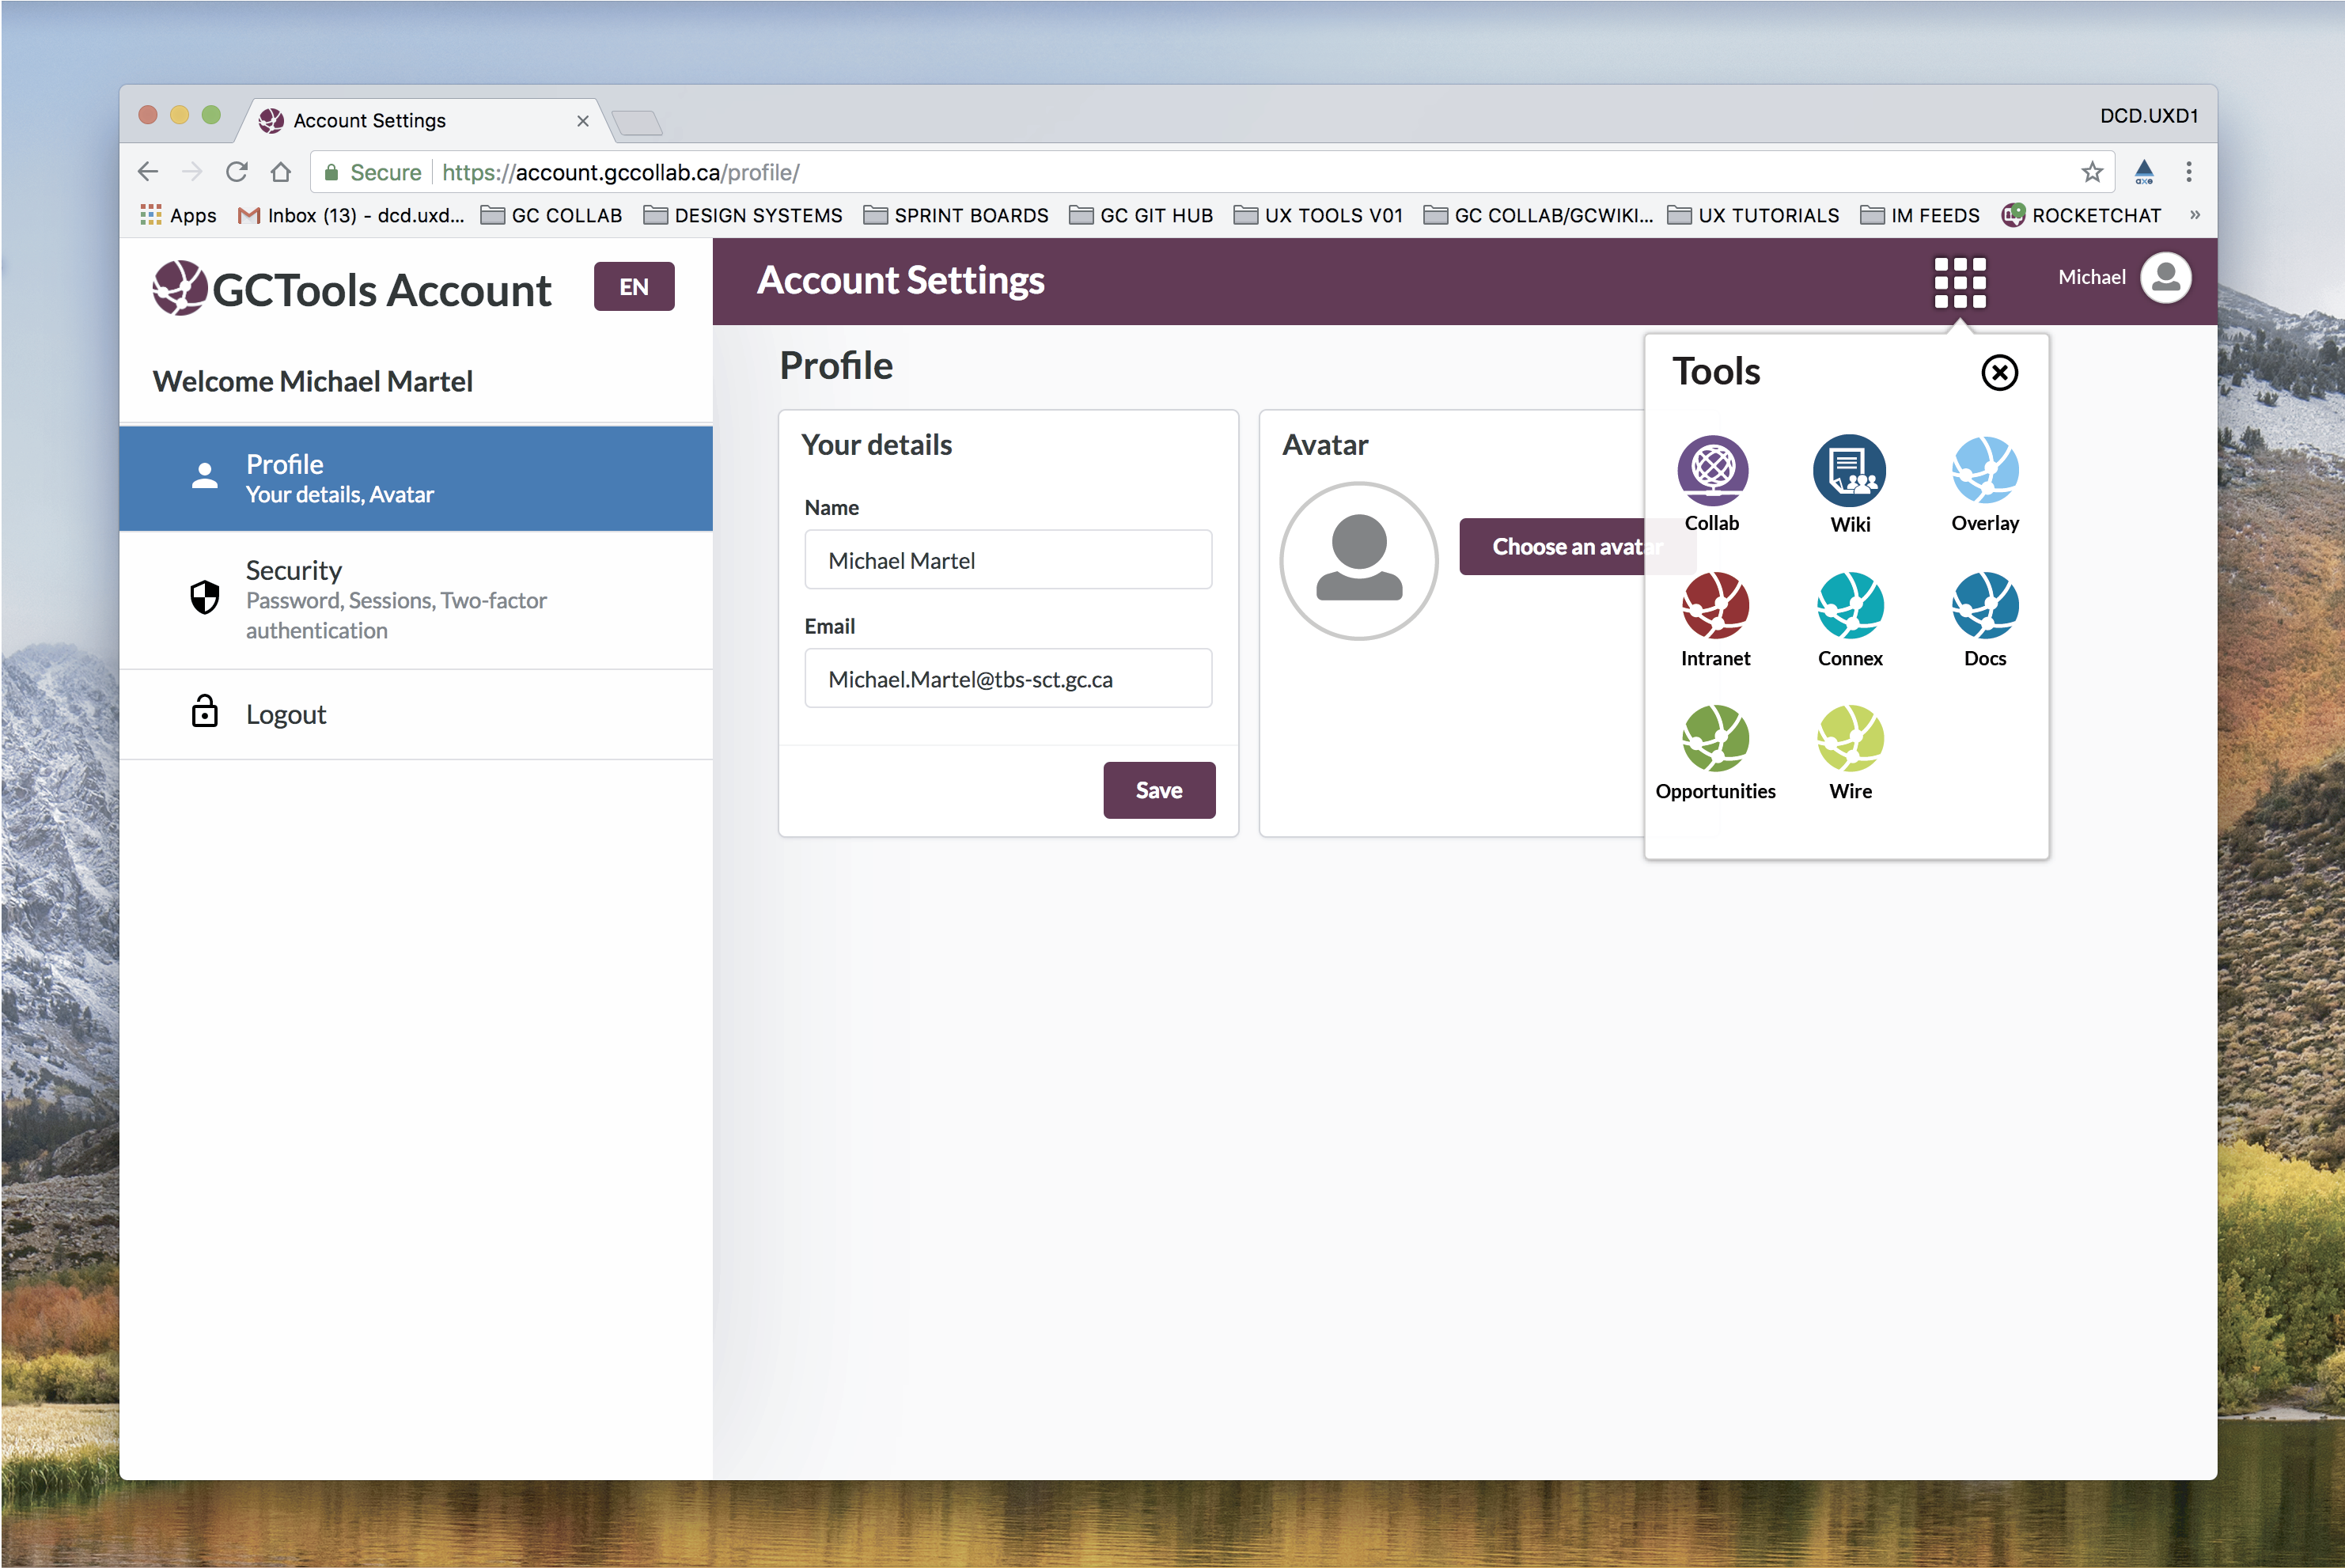 Account Settings
DCD.UXD1
Secure https://account.gccollab.ca/profile/
Apps Inbox (13) - dcd.uxd... GC COLLAB DESIGN SYSTEMS SPRINT BOARDS GC GIT HUB UX TOOLS V01 GC COLLAB/GCWIKI... UX TUTORIALS IM FEEDS ROCKETCHAT »
GCTools Account
EN
Account Settings
Michael
Welcome Michael Martel
Profile
Your details, Avatar
Security
Password, Sessions, Two-factor
authentication
Logout
Profile
Your details
Name
Michael Martel
Email
Michael.Martel@tbs-sct.gc.ca
Save
Avatar
Choose an avatar
Tools
Collab Wiki Overlay
Intranet Connex Docs
Opportunities Wire